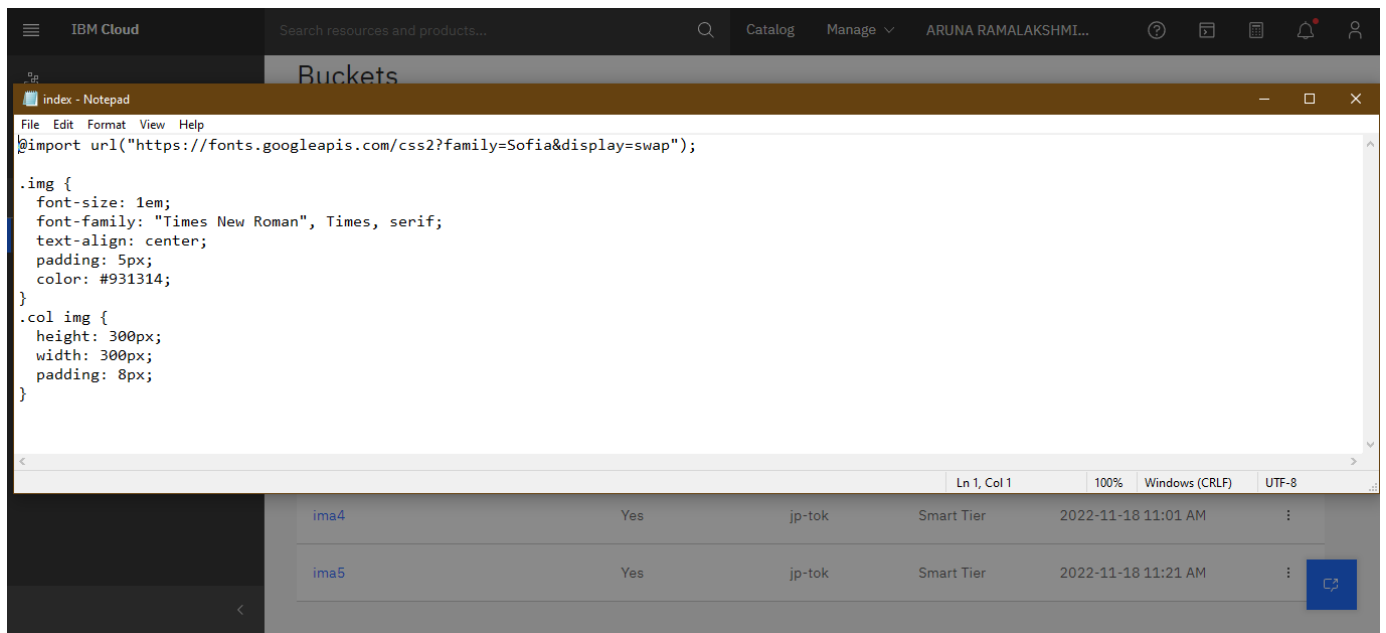 IBM Cloud
Search resources and products...
Catalog
Manage
ARUNA RAMALAKSHMI...
Buckets
index - Notepad
File Edit Format View Help
@import url("https://fonts.googleapis.com/css2?family=Sofia&display=swap");
.img {
font-size: 1em;
font-family: "Times New Roman", Times, serif;
text-align: center;
padding: 5px;
color: #931314;
}
.col img {
height: 300px;
width: 300px;
padding: 8px;
}
Ln 1, Col 1
100%
Windows (CRLF)
UTF-8
ima4 Yes jp-tok Smart Tier 2022-11-18 11:01 AM
ima5 Yes jp-tok Smart Tier 2022-11-18 11:21 AM